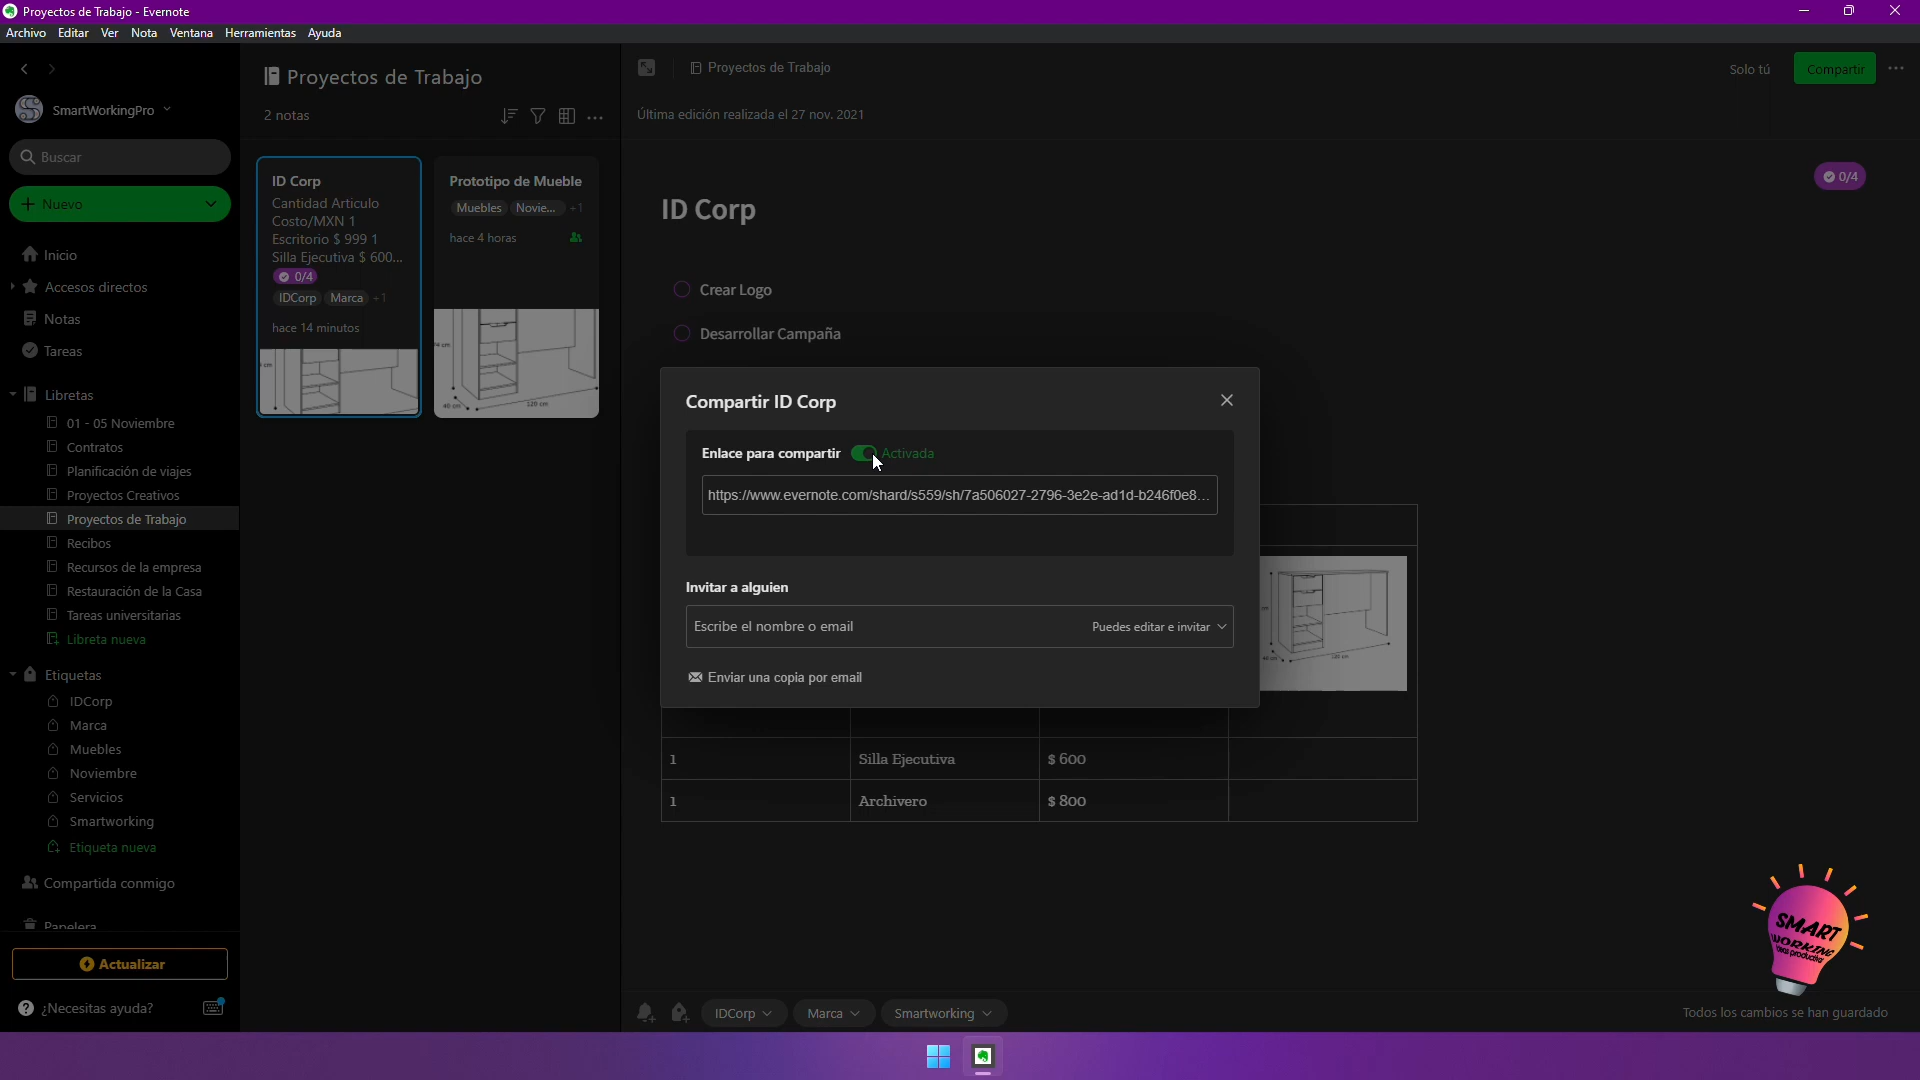 Proyectos de Trabajo - Evernote
Archivo Editar Ver Nota Ventana Herramientas Ayuda
SmartWorkingPro
Buscar
Nuevo
Inicio
Accesos directos
Notas
Tareas
Libretas
01 - 05 Noviembre
Contratos
Planificación de viajes
Proyectos Creativos
Proyectos de Trabajo
Recibos
Recursos de la empresa
Restauración de la Casa
Tareas universitarias
Libreta nueva
Etiquetas
IDCorp
Marca
Muebles
Noviembre
Servicios
Smartworking
Etiqueta nueva
Compartida conmigo
Papelera
Actualizar
¿Necesitas ayuda?
Proyectos de Trabajo
2 notas
ID Corp
Cantidad Articulo
Costo/MXN 1
Escritorio $ 999 1
Silla Ejecutiva $ 600...
0/4
IDCorp Marca +1
hace 14 minutos
Prototipo de Mueble
Muebles Novie... +1
hace 4 horas
40 cm
120 cm
Proyectos de Trabajo
Solo tú
Compartir
Última edición realizada el 27 nov. 2021
0/4
ID Corp
Crear Logo
Desarrollar Campaña
Compartir ID Corp
Enlace para compartir Activada
https://www.evernote.com/shard/s559/sh/7a506027-2796-3e2e-ad1d-b246f0e8...
Invitar a alguien
Escribe el nombre o email Puedes editar e invitar
Enviar una copia por email
120 cm
1 Silla Ejecutiva $ 600
1 Archivero $ 800
SMART
WORKING
IDCorp Marca Smartworking
Todos los cambios se han guardado